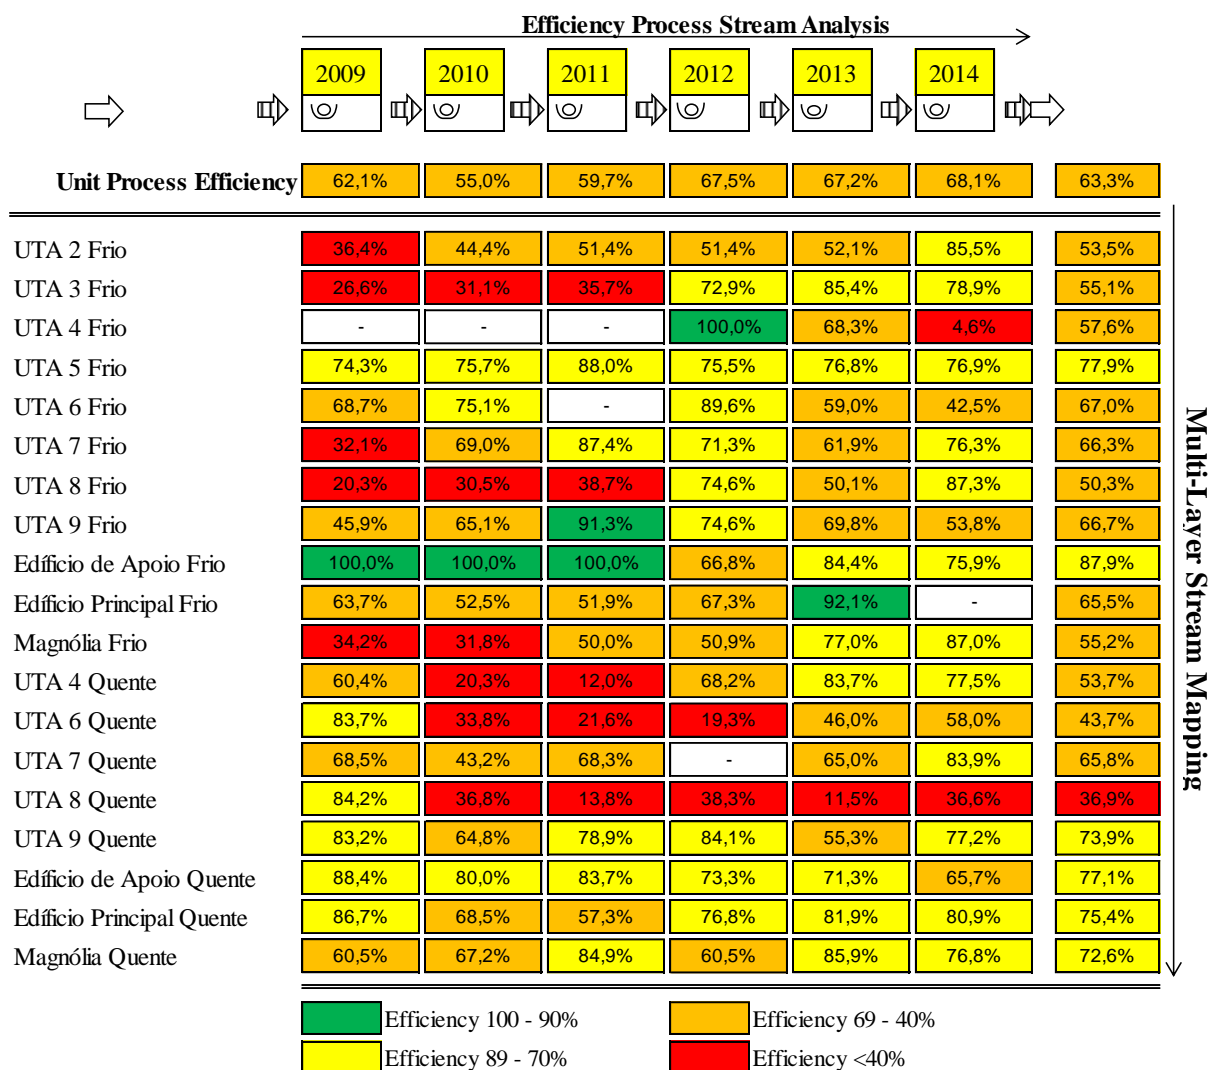 Efficiency Process Stream Analysis
2009 2010 2011 2012 2013 2014
Unit Process Efficiency 62,1% 55,0% 59,7% 67,5% 67,2% 68,1% 63,3%
UTA 2 Frio 36,4% 44,4% 51,4% 51,4% 52,1% 85,5% 53,5%
UTA 3 Frio 26,6% 31,1% 35,7% 72,9% 85,4% 78,9% 55,1%
UTA 4 Frio - - - 100,0% 68,3% 4,6% 57,6%
UTA 5 Frio 74,3% 75,7% 88,0% 75,5% 76,8% 76,9% 77,9%
UTA 6 Frio 68,7% 75,1% - 89,6% 59,0% 42,5% 67,0%
UTA 7 Frio 32,1% 69,0% 87,4% 71,3% 61,9% 76,3% 66,3%
UTA 8 Frio 20,3% 30,5% 38,7% 74,6% 50,1% 87,3% 50,3%
UTA 9 Frio 45,9% 65,1% 91,3% 74,6% 69,8% 53,8% 66,7%
Edíficio de Apoio Frio 100,0% 100,0% 100,0% 66,8% 84,4% 75,9% 87,9%
Edíficio Principal Frio 63,7% 52,5% 51,9% 67,3% 92,1% - 65,5%
Magnólia Frio 34,2% 31,8% 50,0% 50,9% 77,0% 87,0% 55,2%
UTA 4 Quente 60,4% 20,3% 12,0% 68,2% 83,7% 77,5% 53,7%
UTA 6 Quente 83,7% 33,8% 21,6% 19,3% 46,0% 58,0% 43,7%
UTA 7 Quente 68,5% 43,2% 68,3% - 65,0% 83,9% 65,8%
UTA 8 Quente 84,2% 36,8% 13,8% 38,3% 11,5% 36,6% 36,9%
UTA 9 Quente 83,2% 64,8% 78,9% 84,1% 55,3% 77,2% 73,9%
Edíficio de Apoio Quente 88,4% 80,0% 83,7% 73,3% 71,3% 65,7% 77,1%
Edíficio Principal Quente 86,7% 68,5% 57,3% 76,8% 81,9% 80,9% 75,4%
Magnólia Quente 60,5% 67,2% 84,9% 60,5% 85,9% 76,8% 72,6%
Multi-Layer Stream Mapping
Efficiency 100 - 90% Efficiency 69 - 40%
Efficiency 89 - 70% Efficiency <40%